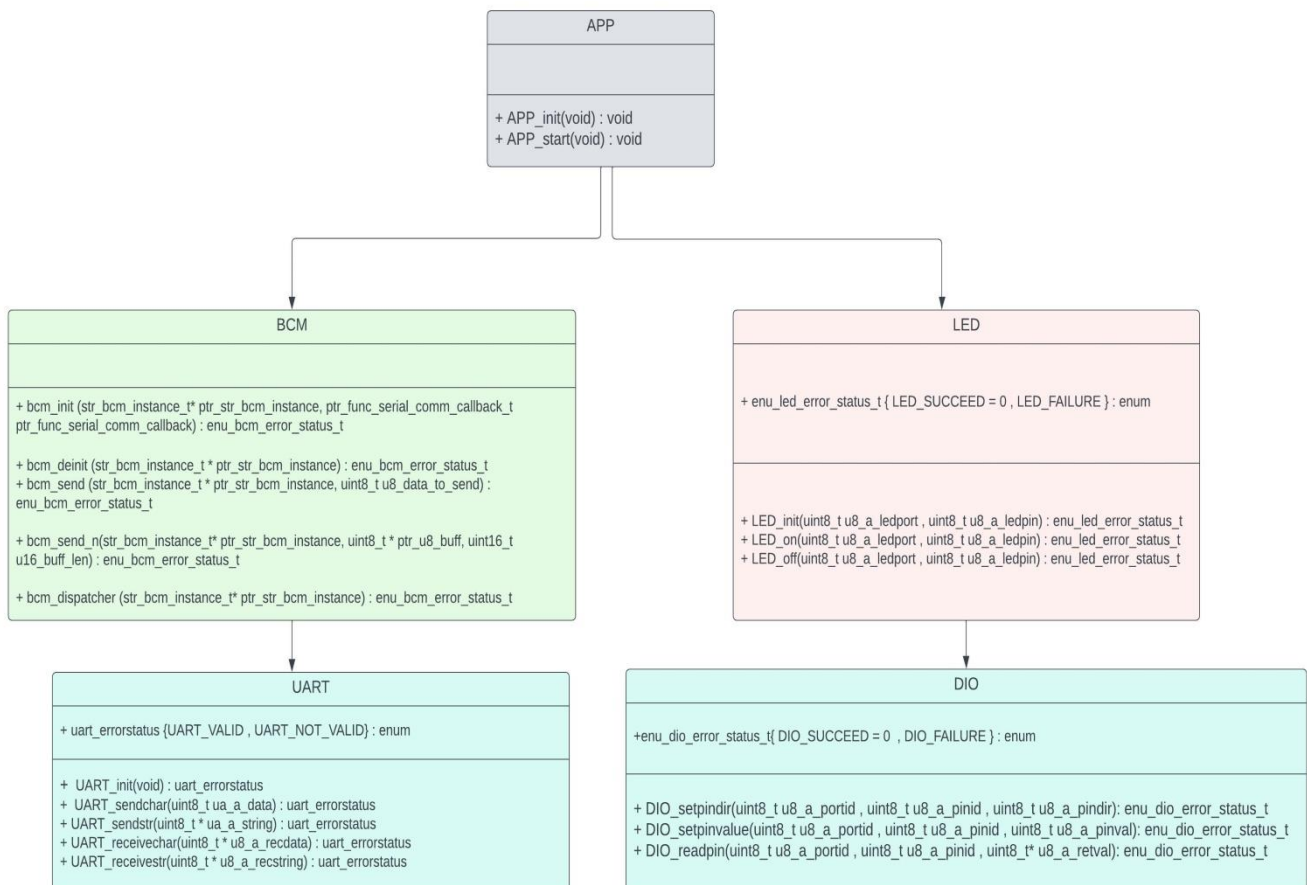 APP
+ APP_init(void) : void
+ APP_start(void) : void
BCM
+ bcm_init (str_bcm_instance_t* ptr_str_bcm_instance, ptr_func_serial_comm_callback_t
ptr_func_serial_comm_callback) : enu_bcm_error_status_t
+ bcm_deinit (str_bcm_instance_t * ptr_str_bcm_instance) : enu_bcm_error_status_t
+ bcm_send (str_bcm_instance_t * ptr_str_bcm_instance, uint8_t u8_data_to_send) :
enu_bcm_error_status_t
+ bcm_send_n(str_bcm_instance_t* ptr_str_bcm_instance, uint8_t * ptr_u8_buff, uint16_t
u16_buff_len) : enu_bcm_error_status_t
+ bcm_dispatcher (str_bcm_instance_t* ptr_str_bcm_instance) : enu_bcm_error_status_t
LED
+ enu_led_error_status_t { LED_SUCCEED = 0 , LED_FAILURE } : enum
+ LED_init(uint8_t u8_a_ledport , uint8_t u8_a_ledpin) : enu_led_error_status_t
+ LED_on(uint8_t u8_a_ledport , uint8_t u8_a_ledpin) : enu_led_error_status_t
+ LED_off(uint8_t u8_a_ledport , uint8_t u8_a_ledpin) : enu_led_error_status_t
UART
+ uart_errorstatus {UART_VALID , UART_NOT_VALID} : enum
+ UART_init(void) : uart_errorstatus
+ UART_sendchar(uint8_t ua_a_data) : uart_errorstatus
+ UART_sendstr(uint8_t * ua_a_string) : uart_errorstatus
+ UART_receivechar(uint8_t * u8_a_recdata) : uart_errorstatus
+ UART_receivestr(uint8_t * u8_a_recstring) : uart_errorstatus
DIO
+enu_dio_error_status_t{ DIO_SUCCEED = 0 , DIO_FAILURE } : enum
+ DIO_setpindir(uint8_t u8_a_portid , uint8_t u8_a_pinid , uint8_t u8_a_pindir): enu_dio_error_status_t
+ DIO_setpinvalue(uint8_t u8_a_portid , uint8_t u8_a_pinid , uint8_t u8_a_pinval): enu_dio_error_status_t
+ DIO_readpin(uint8_t u8_a_portid , uint8_t u8_a_pinid , uint8_t* u8_a_retval): enu_dio_error_status_t